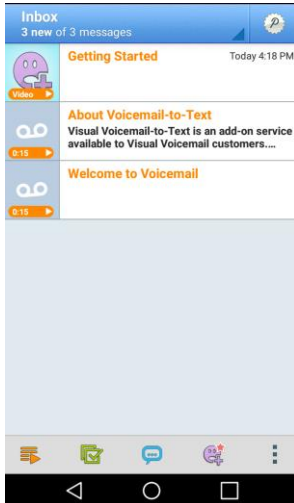 Inbox
3 new of 3 messages
P
Getting Started
Today 4:18 PM
Video
About Voicemail-to-Text
Visual Voicemail-to-Text is an add-on service
available to Visual Voicemail customers....
0:15
Welcome to Voicemail
0:15